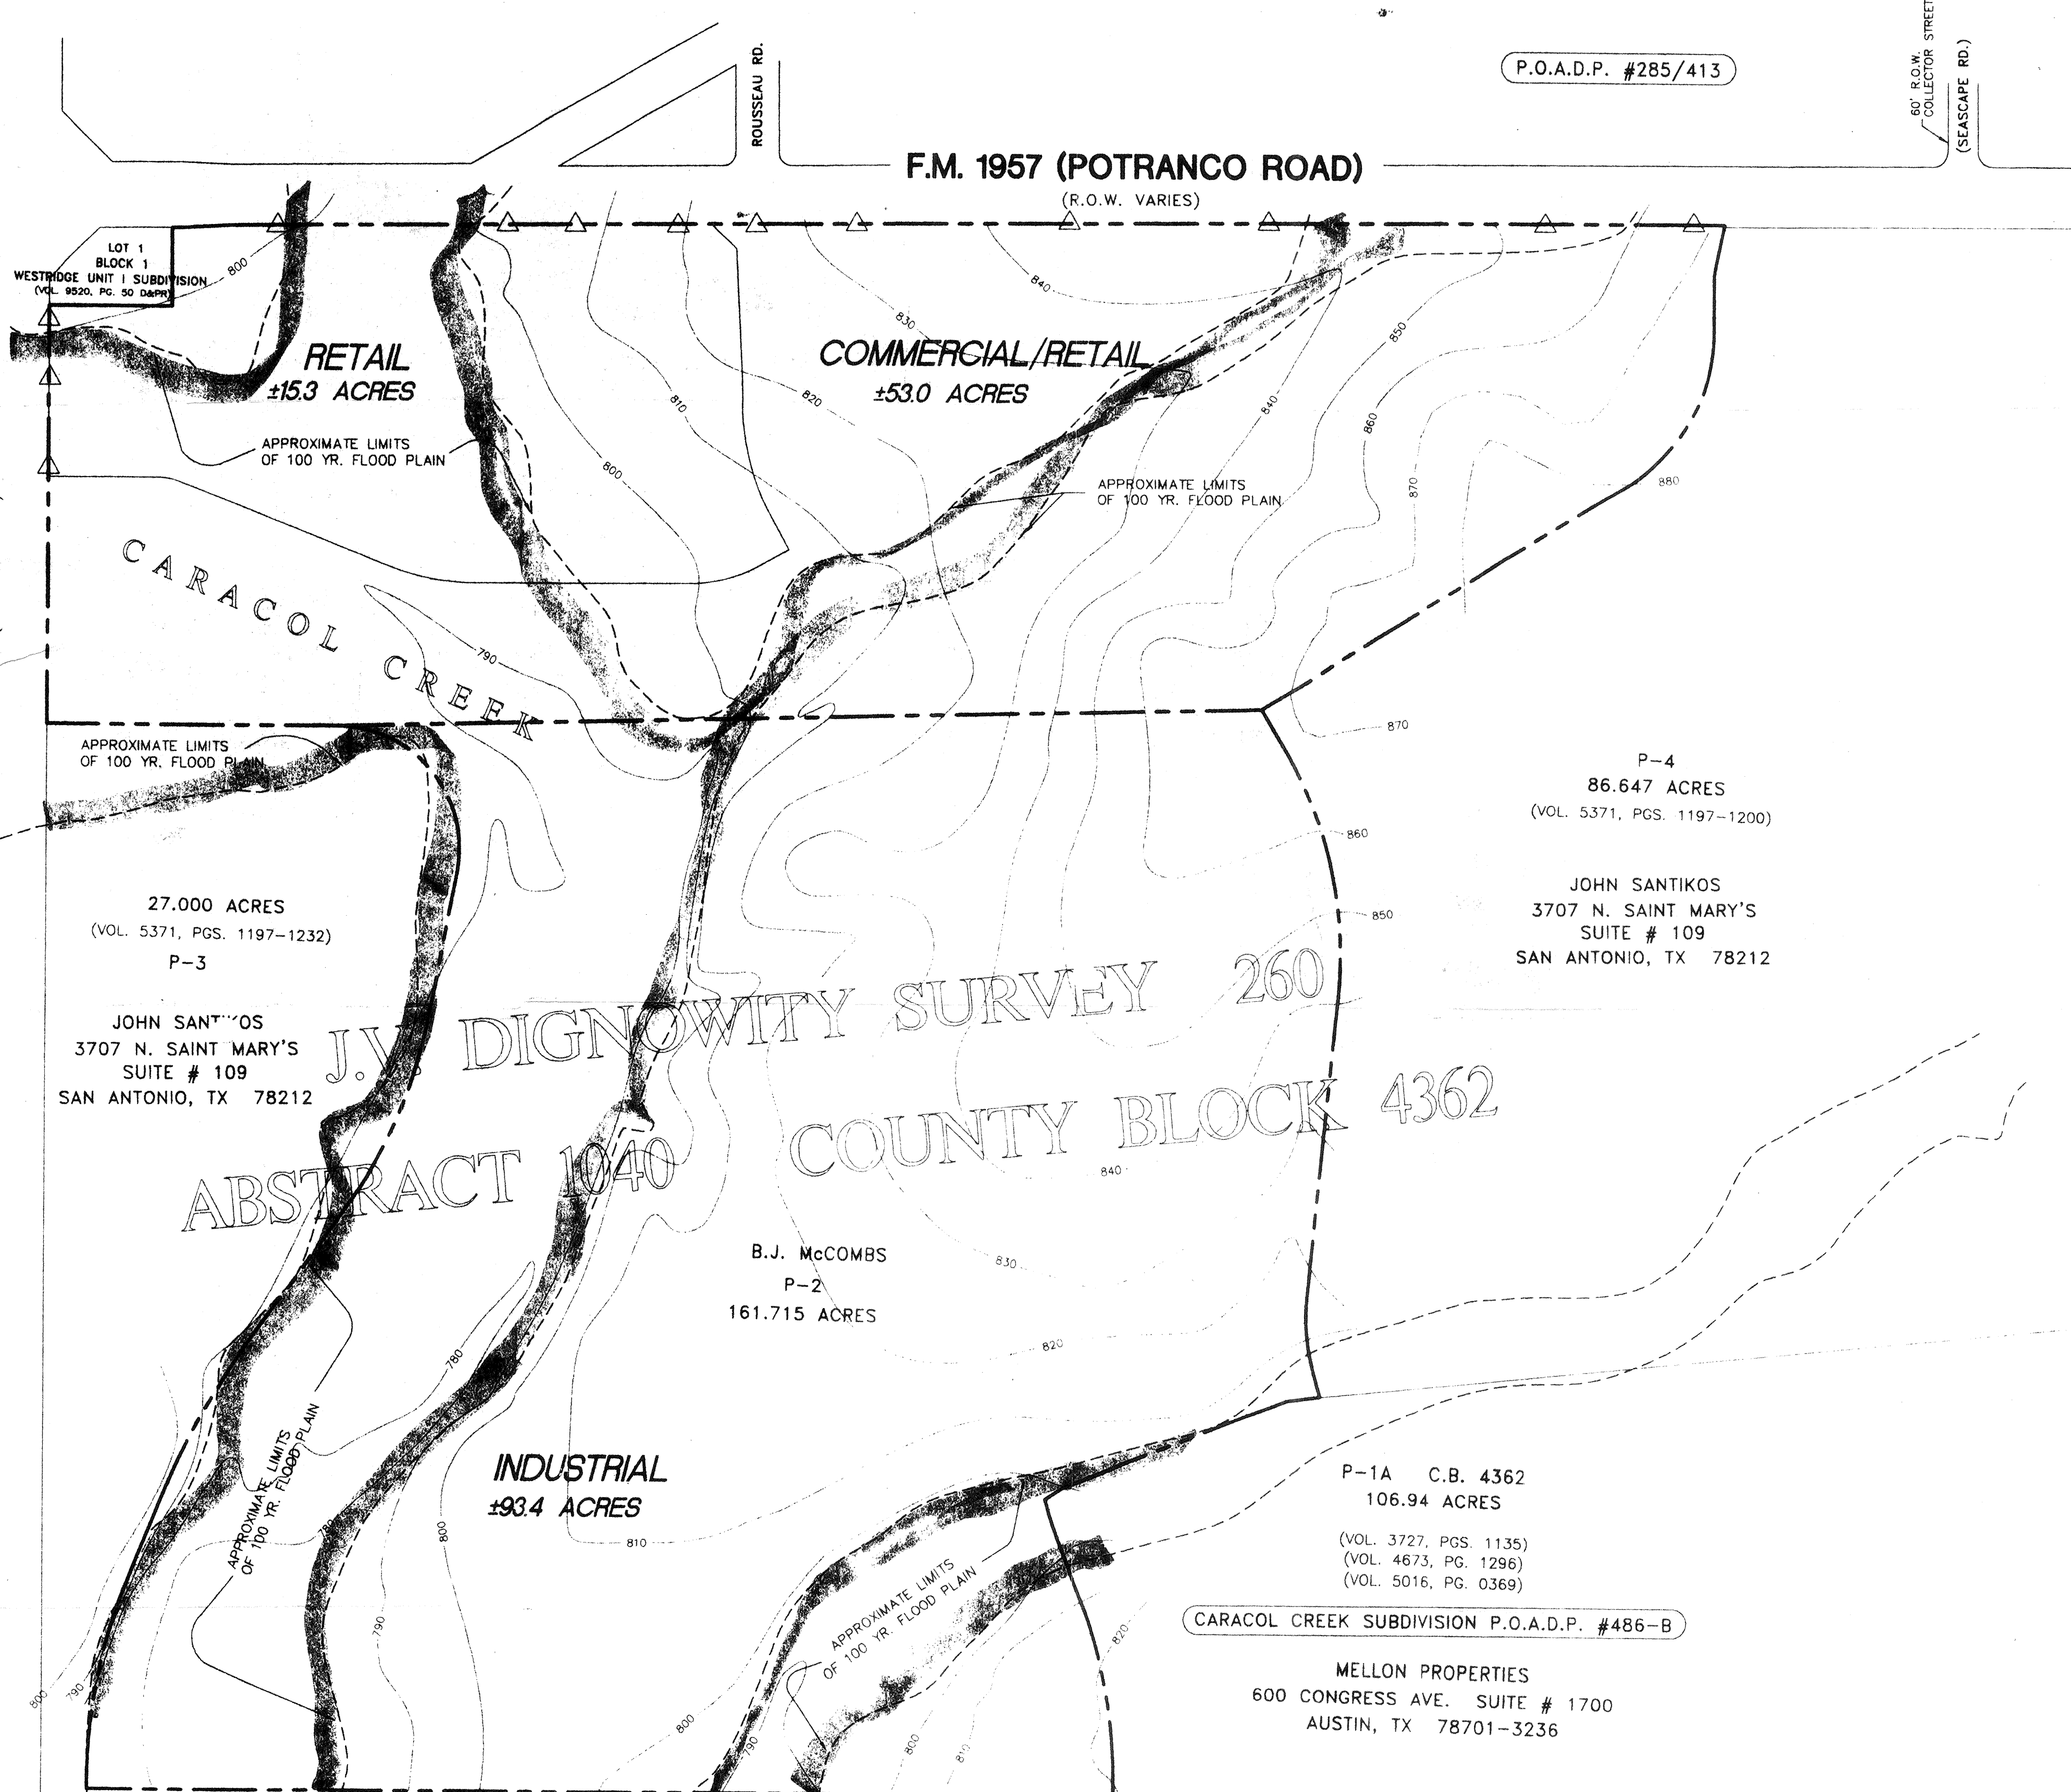 60' R.O.W.
COLLECTOR STREET
(SEASCAPE RD.)
P.O.A.D.P. #285/413
ROUSSEAU RD.
F.M. 1957 (POTRANCO ROAD)
(R.O.W. VARIES)
LOT 1
BLOCK 1
WESTRIDGE UNIT I SUBDIVISION
(VOL. 9520, PG. 50 D&PR)
800
840
830
850
RETAIL
±15.3 ACRES
COMMERCIAL/RETAIL
±53.0 ACRES
810
820
840
860
APPROXIMATE LIMITS
OF 100 YR. FLOOD PLAIN
800
APPROXIMATE LIMITS
OF 100 YR. FLOOD PLAIN
870
880
CARACOL CREEK
790
870
APPROXIMATE LIMITS
OF 100 YR. FLOOD PLAIN
P-4
86.647 ACRES
(VOL. 5371, PGS. 1197-1200)
860
JOHN SANTIKOS
3707 N. SAINT MARY'S
SUITE # 109
SAN ANTONIO, TX 78212
850
27.000 ACRES
(VOL. 5371, PGS. 1197-1232)
P-3
JOHN SANTIKOS
3707 N. SAINT MARY'S
SUITE # 109
SAN ANTONIO, TX 78212
J.V. DIGNOWITY SURVEY 260
ABSTRACT 1040 COUNTY BLOCK 4362
840
830
B.J. McCOMBS
P-2
161.715 ACRES
820
780
INDUSTRIAL
±93.4 ACRES
APPROXIMATE LIMITS
OF 100 YR. FLOOD PLAIN
780
800
810
P-1A C.B. 4362
106.94 ACRES
(VOL. 3727, PGS. 1135)
(VOL. 4673, PG. 1296)
(VOL. 5016, PG. 0369)
CARACOL CREEK SUBDIVISION P.O.A.D.P. #486-B
MELLON PROPERTIES
600 CONGRESS AVE. SUITE # 1700
AUSTIN, TX 78701-3236
APPROXIMATE LIMITS
OF 100 YR. FLOOD PLAIN
790
820
800
790
800
790
800
810